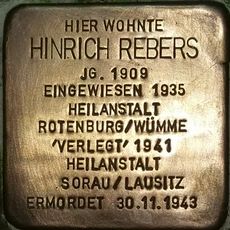 HIER WOHNTE
HINRICH REBERS
JG. 1909
EINGEWIESEN 1935
HEILANSTALT
ROTENBURG/WÜMME
'VERLEGT' 1941
HEILANSTALT
SORAU/LAUSITZ
ERMORDET 30.11.1943